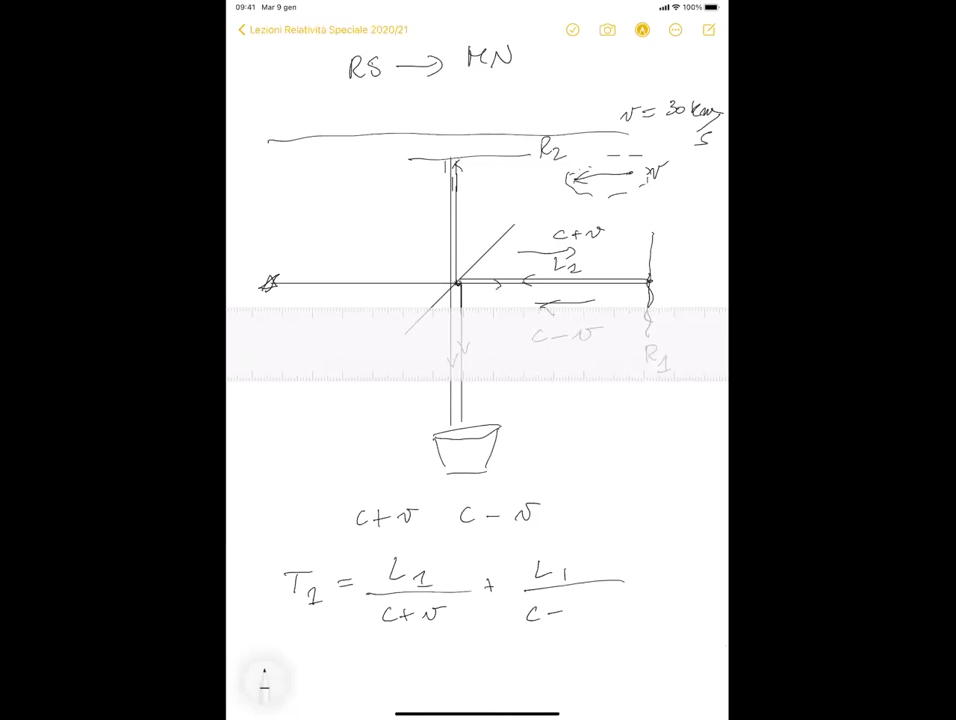 09:41 Mar 9 gen 100%
Lezioni Relatività Speciale 2020/21
RS → MN
v = 30 km/s
R2
v
c+v
L2
c-v
R1
c+v c-v
T1 = L1/c+v + L1/c-